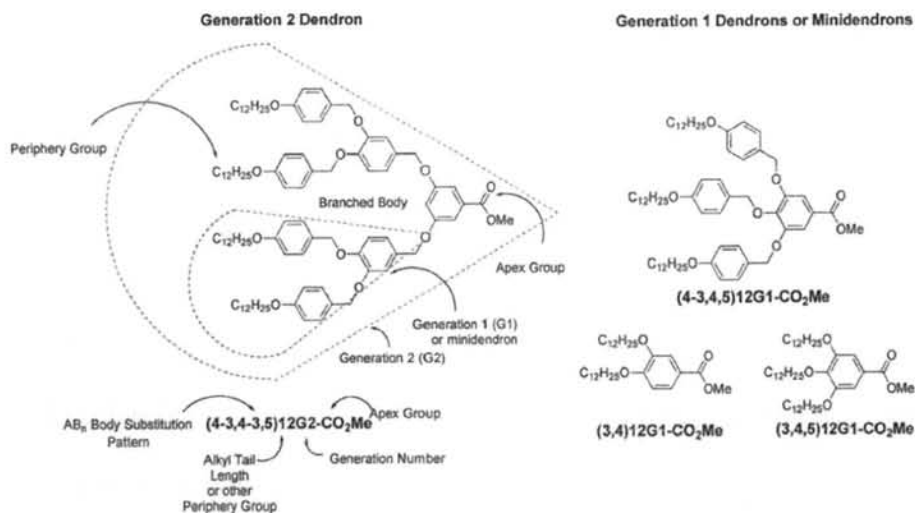 Generation 2 Dendron
Generation 1 Dendrons or Minidendrons
C12H25O
Periphery Group
C12H25O
Branched Body
O
OMe
C12H25O
C12H25O
Apex Group
Generation 1 (G1)
or minidendron
Generation 2 (G2)
ABn Body Substitution
Pattern
(4-3,4-3,5)12G2-CO2Me
Apex Group
Alkyl Tail
Length
or other
Periphery Group
Generation Number
C12H25O
C12H25O
O
OMe
C12H25O
(4-3,4,5)12G1-CO2Me
C12H25O
C12H25O
O
OMe
(3,4)12G1-CO2Me
C12H25O
C12H25O
C12H25O
O
OMe
(3,4,5)12G1-CO2Me